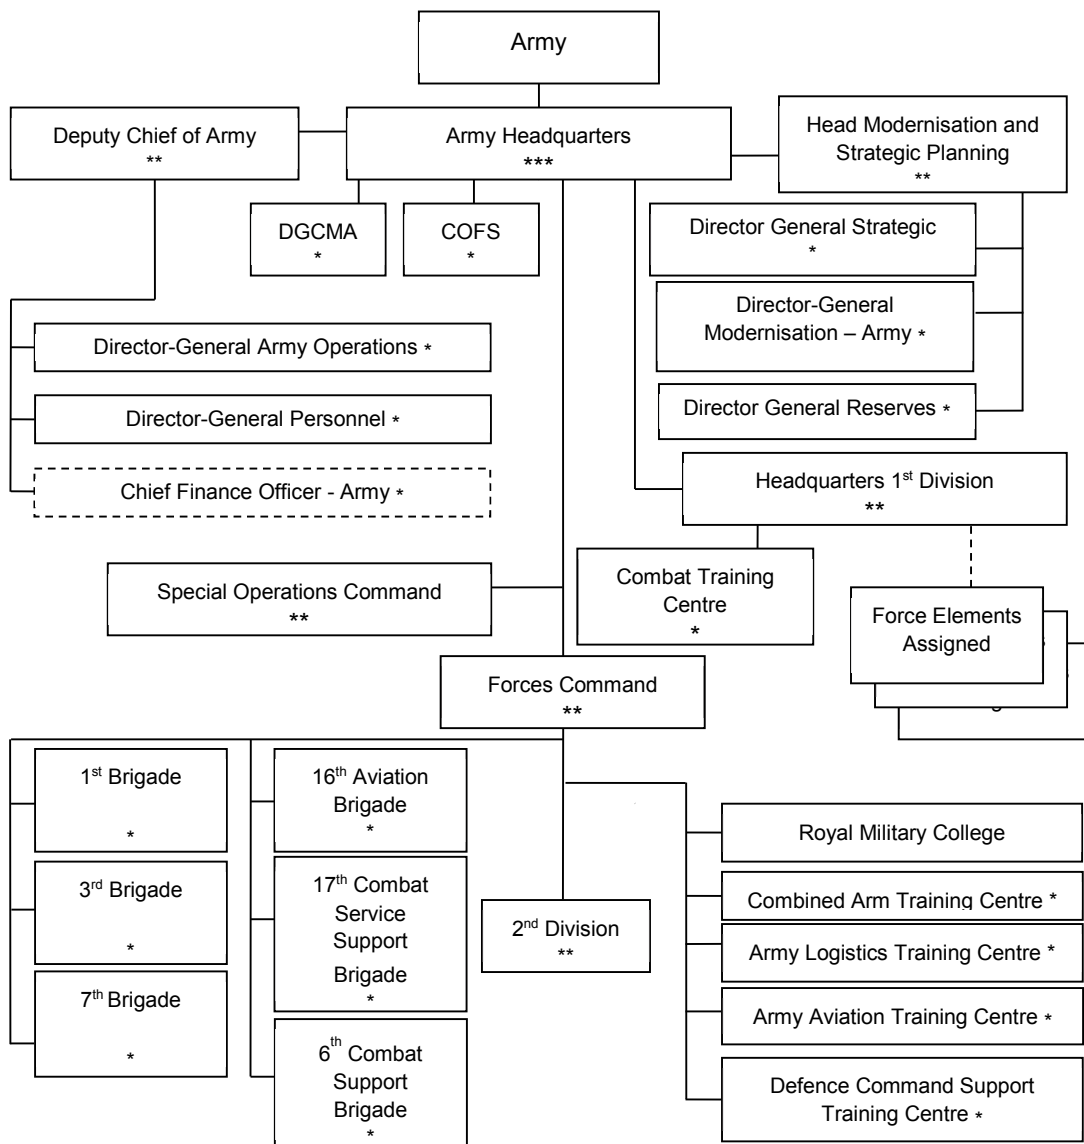 Army
Deputy Chief of Army
**
Army Headquarters
***
Head Modernisation and
Strategic Planning
**
DGCMA
*
COFS
*
Director General Strategic
*
Director-General
Modernisation – Army *
Director General Reserves *
Director-General Army Operations *
Director-General Personnel *
Chief Finance Officer - Army *
Headquarters 1st Division
**
Special Operations Command
**
Combat Training
Centre
*
Force Elements
Assigned
Forces Command
**
1st Brigade
*
3rd Brigade
*
7th Brigade
*
16th Aviation
Brigade
*
17th Combat
Service
Support
Brigade
*
6th Combat
Support
Brigade
*
2nd Division
**
Royal Military College
Combined Arm Training Centre *
Army Logistics Training Centre *
Army Aviation Training Centre *
Defence Command Support
Training Centre *